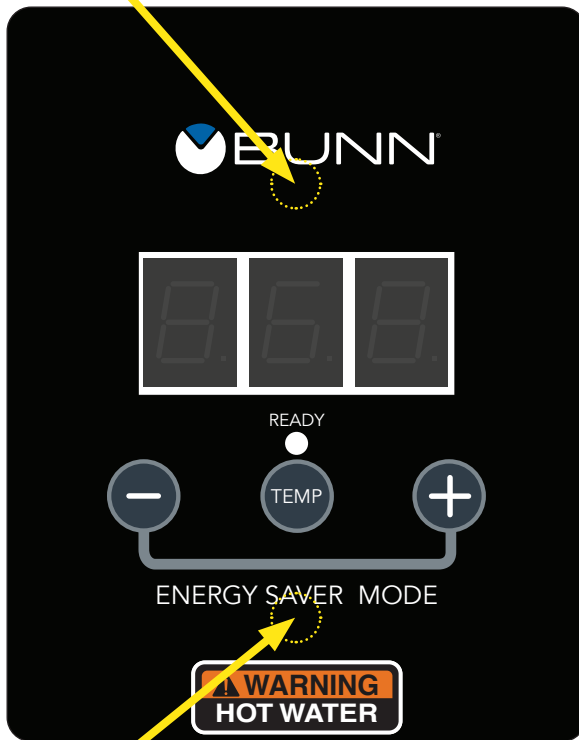 BUNN®
READY
TEMP
ENERGY SAVER MODE
WARNING
HOT WATER